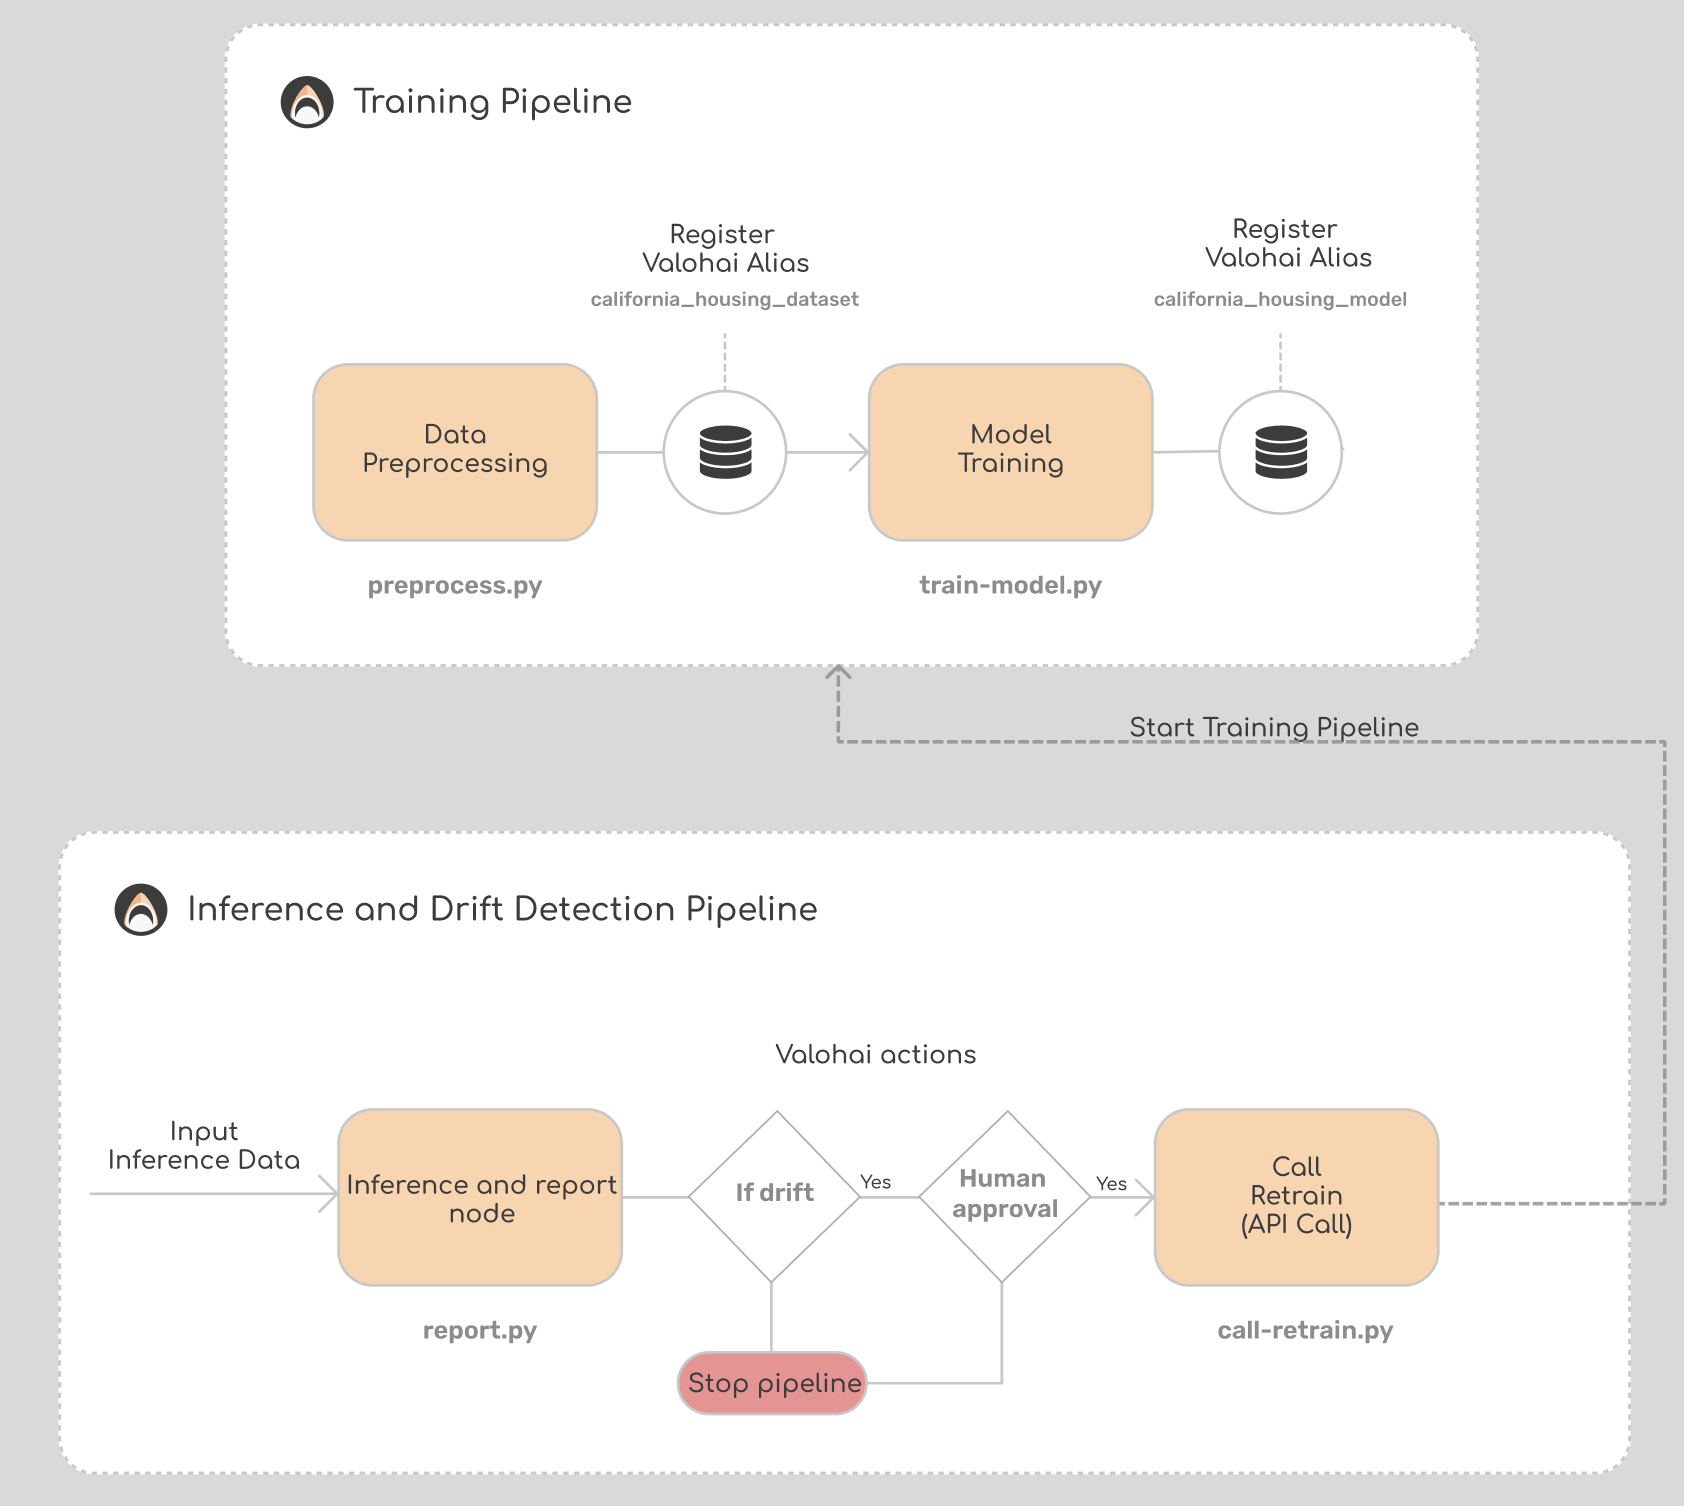 Training Pipeline
Register
Valohai Alias
california_housing_dataset
Register
Valohai Alias
california_housing_model
Data
Preprocessing
Model
Training
preprocess.py
train-model.py
Start Training Pipeline
Inference and Drift Detection Pipeline
Valohai actions
Input
Inference Data
Inference and report
node
If drift
Yes
Human
approval
Yes
Call
Retrain
(API Call)
report.py
call-retrain.py
Stop pipeline